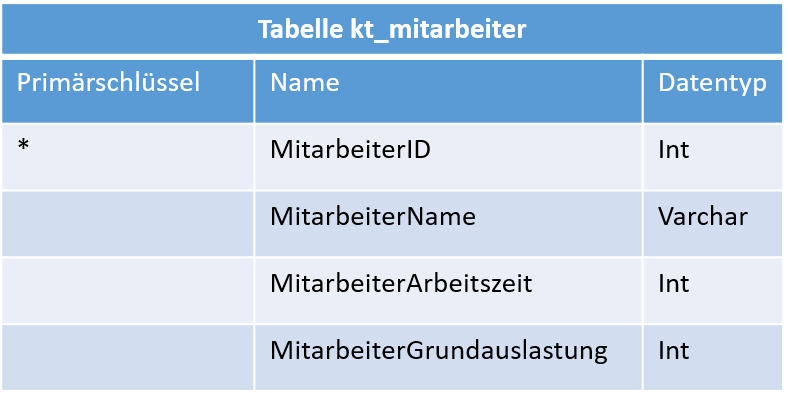 Tabelle kt_mitarbeiter
Primärschlüssel Name Datentyp
* MitarbeiterID Int
MitarbeiterName Varchar
MitarbeiterArbeitszeit Int
MitarbeiterGrundauslastung Int